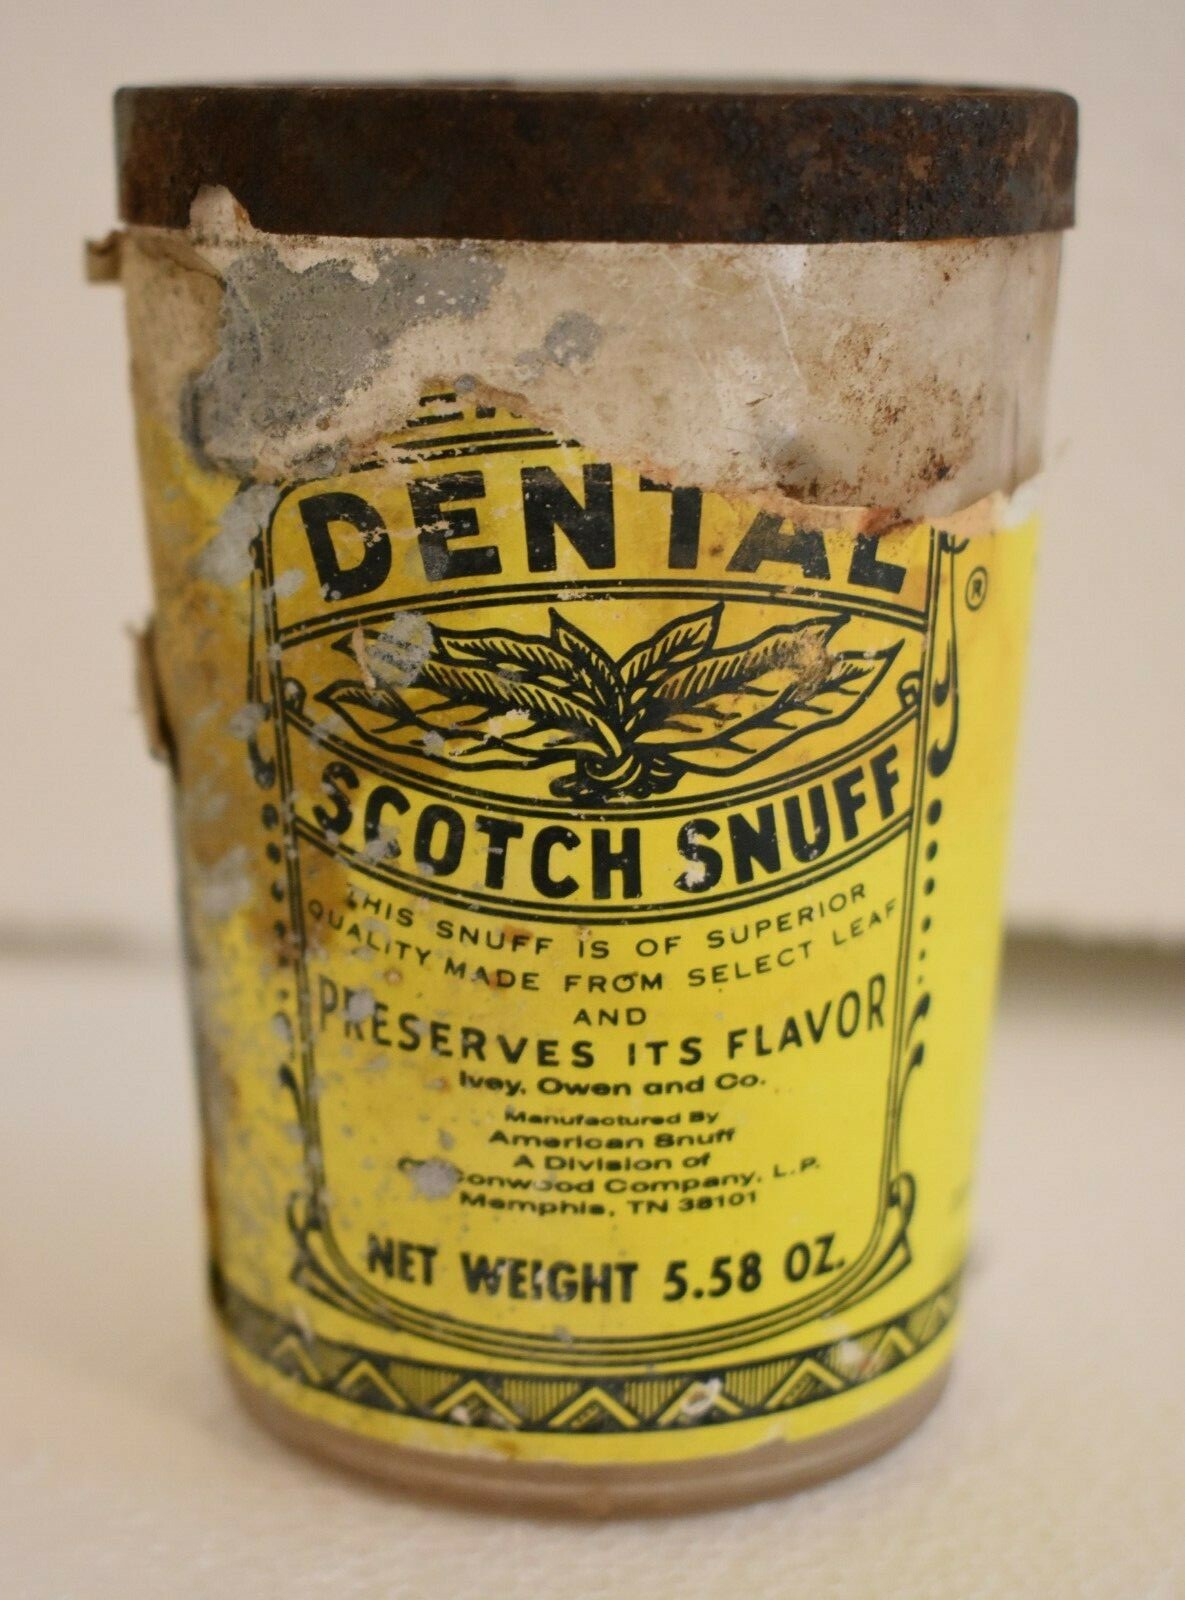 DENTAL
®
SCOTCH SNUFF
THIS SNUFF IS OF SUPERIOR
QUALITY MADE FROM SELECT LEAF
AND
PRESERVES ITS FLAVOR
Ivey, Owen and Co.
Manufactured By
American Snuff
A Division of
Company, L.P.
Memphis, TN 38101
NET WEIGHT 5.58 OZ.